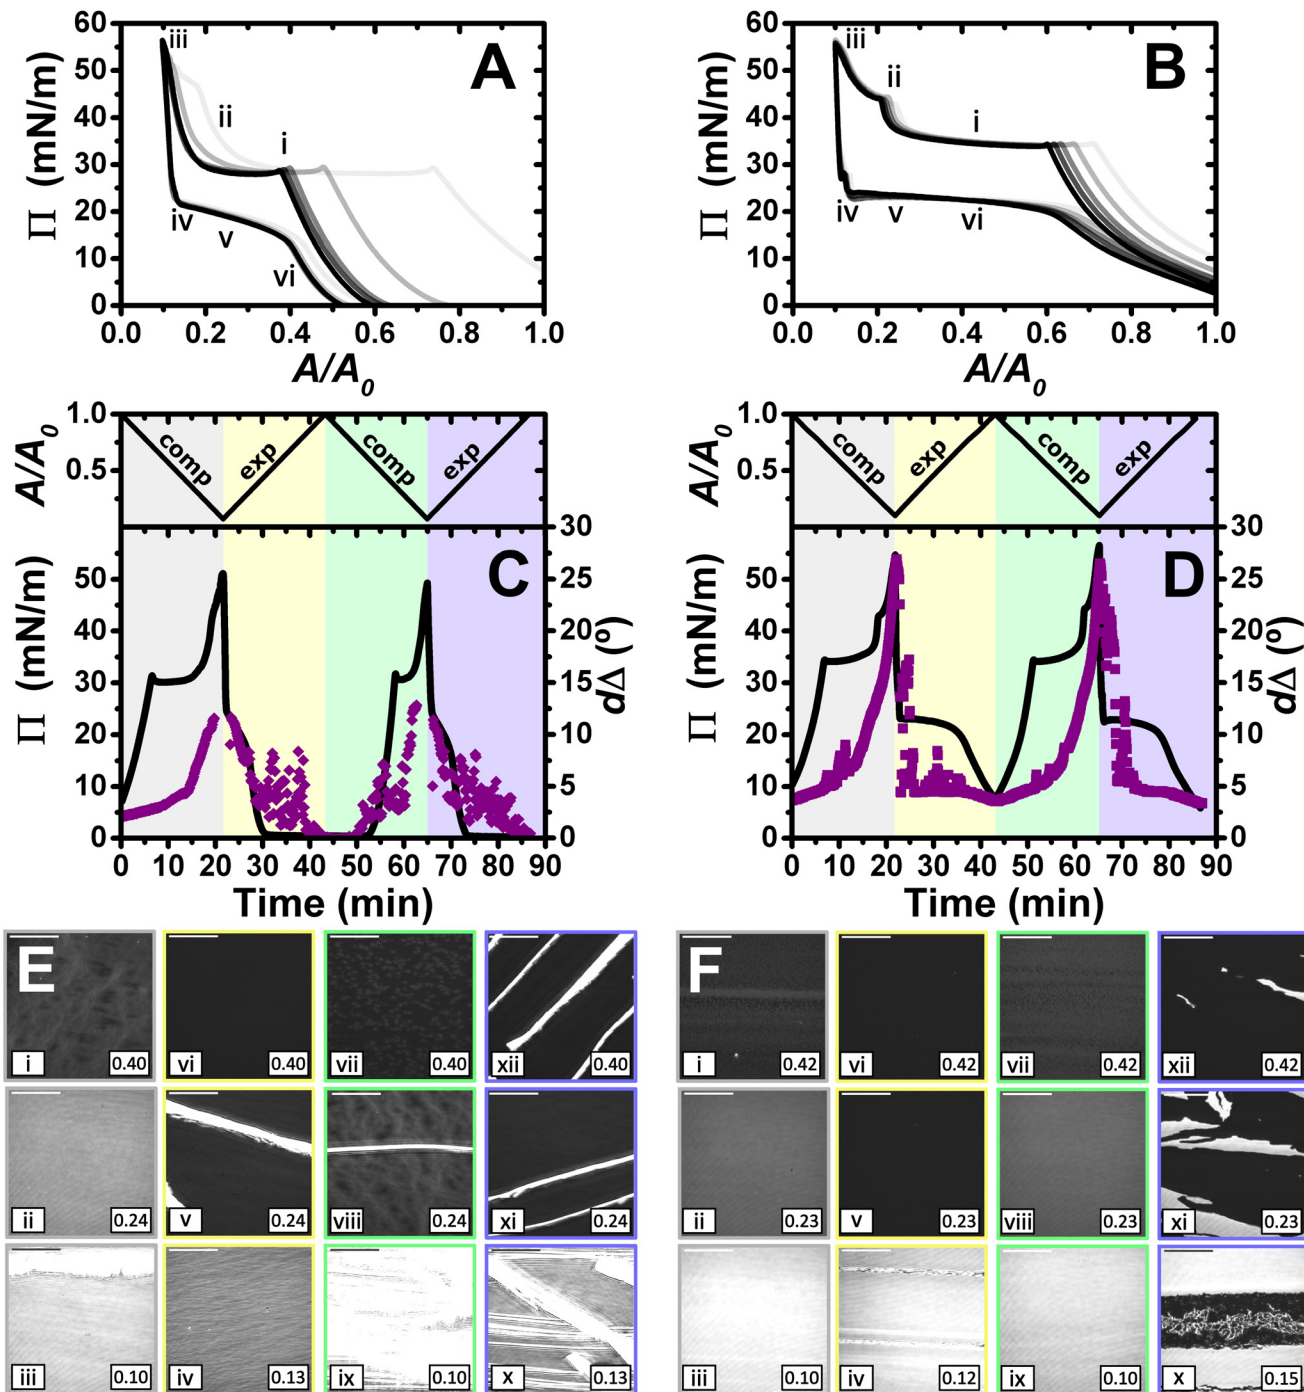 A
60
50
40
30
20
10
0
Π (mN/m)
iii
ii
i
iv
v
vi
0.0
0.2
0.4
0.6
0.8
1.0
A/A0
B
60
50
40
30
20
10
0
Π (mN/m)
iii
ii
i
iv
v
vi
0.0
0.2
0.4
0.6
0.8
1.0
A/A0
1.0
0.5
A/A0
comp
exp
comp
exp
C
50
40
30
20
10
0
Π (mN/m)
30
25
20
15
10
5
0
dΔ (º)
0 10 20 30 40 50 60 70 80 90
Time (min)
1.0
0.5
A/A0
comp
exp
comp
exp
D
50
40
30
20
10
0
Π (mN/m)
30
25
20
15
10
5
0
dΔ (º)
0 10 20 30 40 50 60 70 80 90
Time (min)
E
i 0.40
vi 0.40
vii 0.40
xii 0.40
ii 0.24
v 0.24
viii 0.24
xi 0.24
iii 0.10
iv 0.13
ix 0.10
x 0.13
F
i 0.42
vi 0.42
vii 0.42
xii 0.42
ii 0.23
v 0.23
viii 0.23
xi 0.23
iii 0.10
iv 0.12
ix 0.10
x 0.15